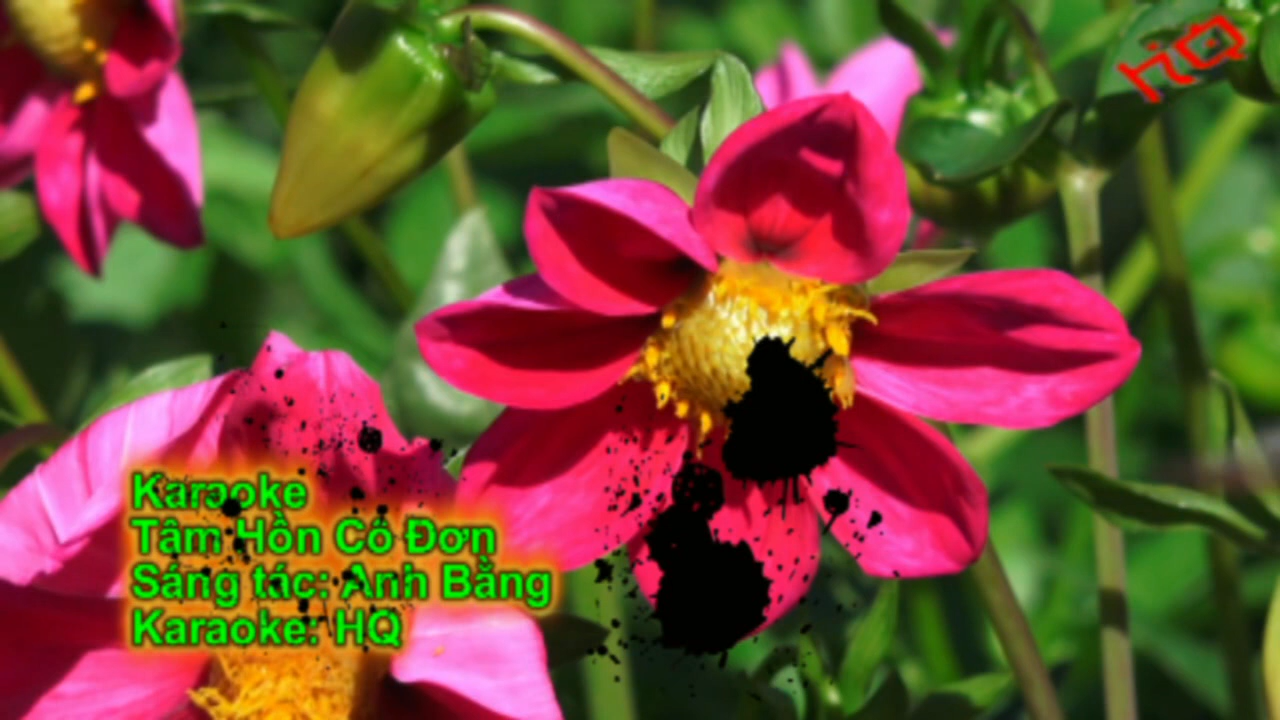 HQ
Karaoke
Tâm Hồn Cô Đơn
Sáng tác: Anh Bằng
Karaoke: HQ